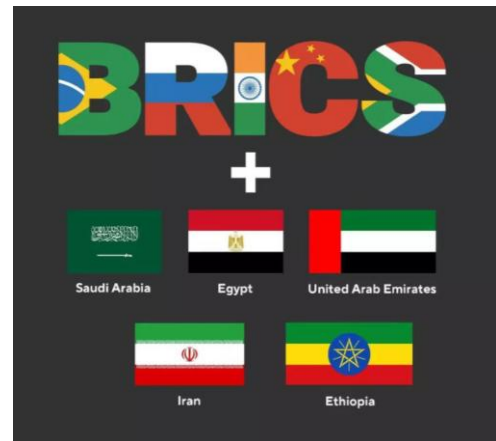 BRICS
+
Saudi Arabia
Egypt
United Arab Emirates
Iran
Ethiopia